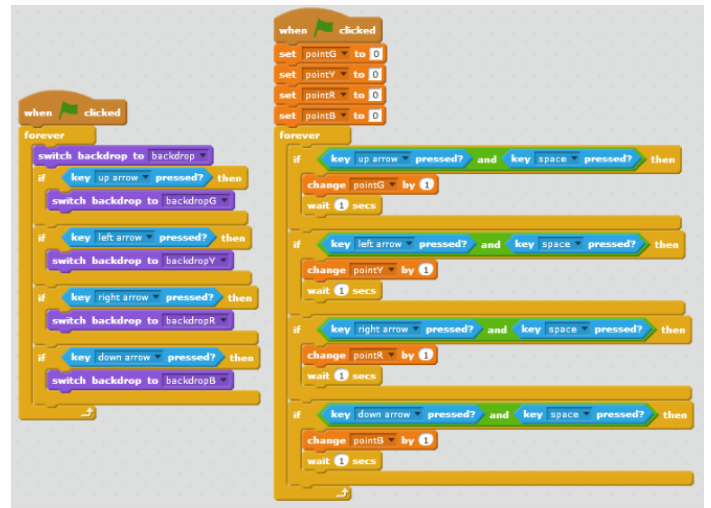 when clicked
forever
switch backdrop to backdrop
if key up arrow pressed? then
switch backdrop to backdropG
if key left arrow pressed? then
switch backdrop to backdropY
if key right arrow pressed? then
switch backdrop to backdropR
if key down arrow pressed? then
switch backdrop to backdropB
when clicked
set pointG to 0
set pointY to 0
set pointR to 0
set pointB to 0
forever
if key up arrow pressed? and key space pressed? then
change pointG by 1
wait 1 secs
if key left arrow pressed? and key space pressed? then
change pointY by 1
wait 1 secs
if key right arrow pressed? and key space pressed? then
change pointR by 1
wait 1 secs
if key down arrow pressed? and key space pressed? then
change pointB by 1
wait 1 secs